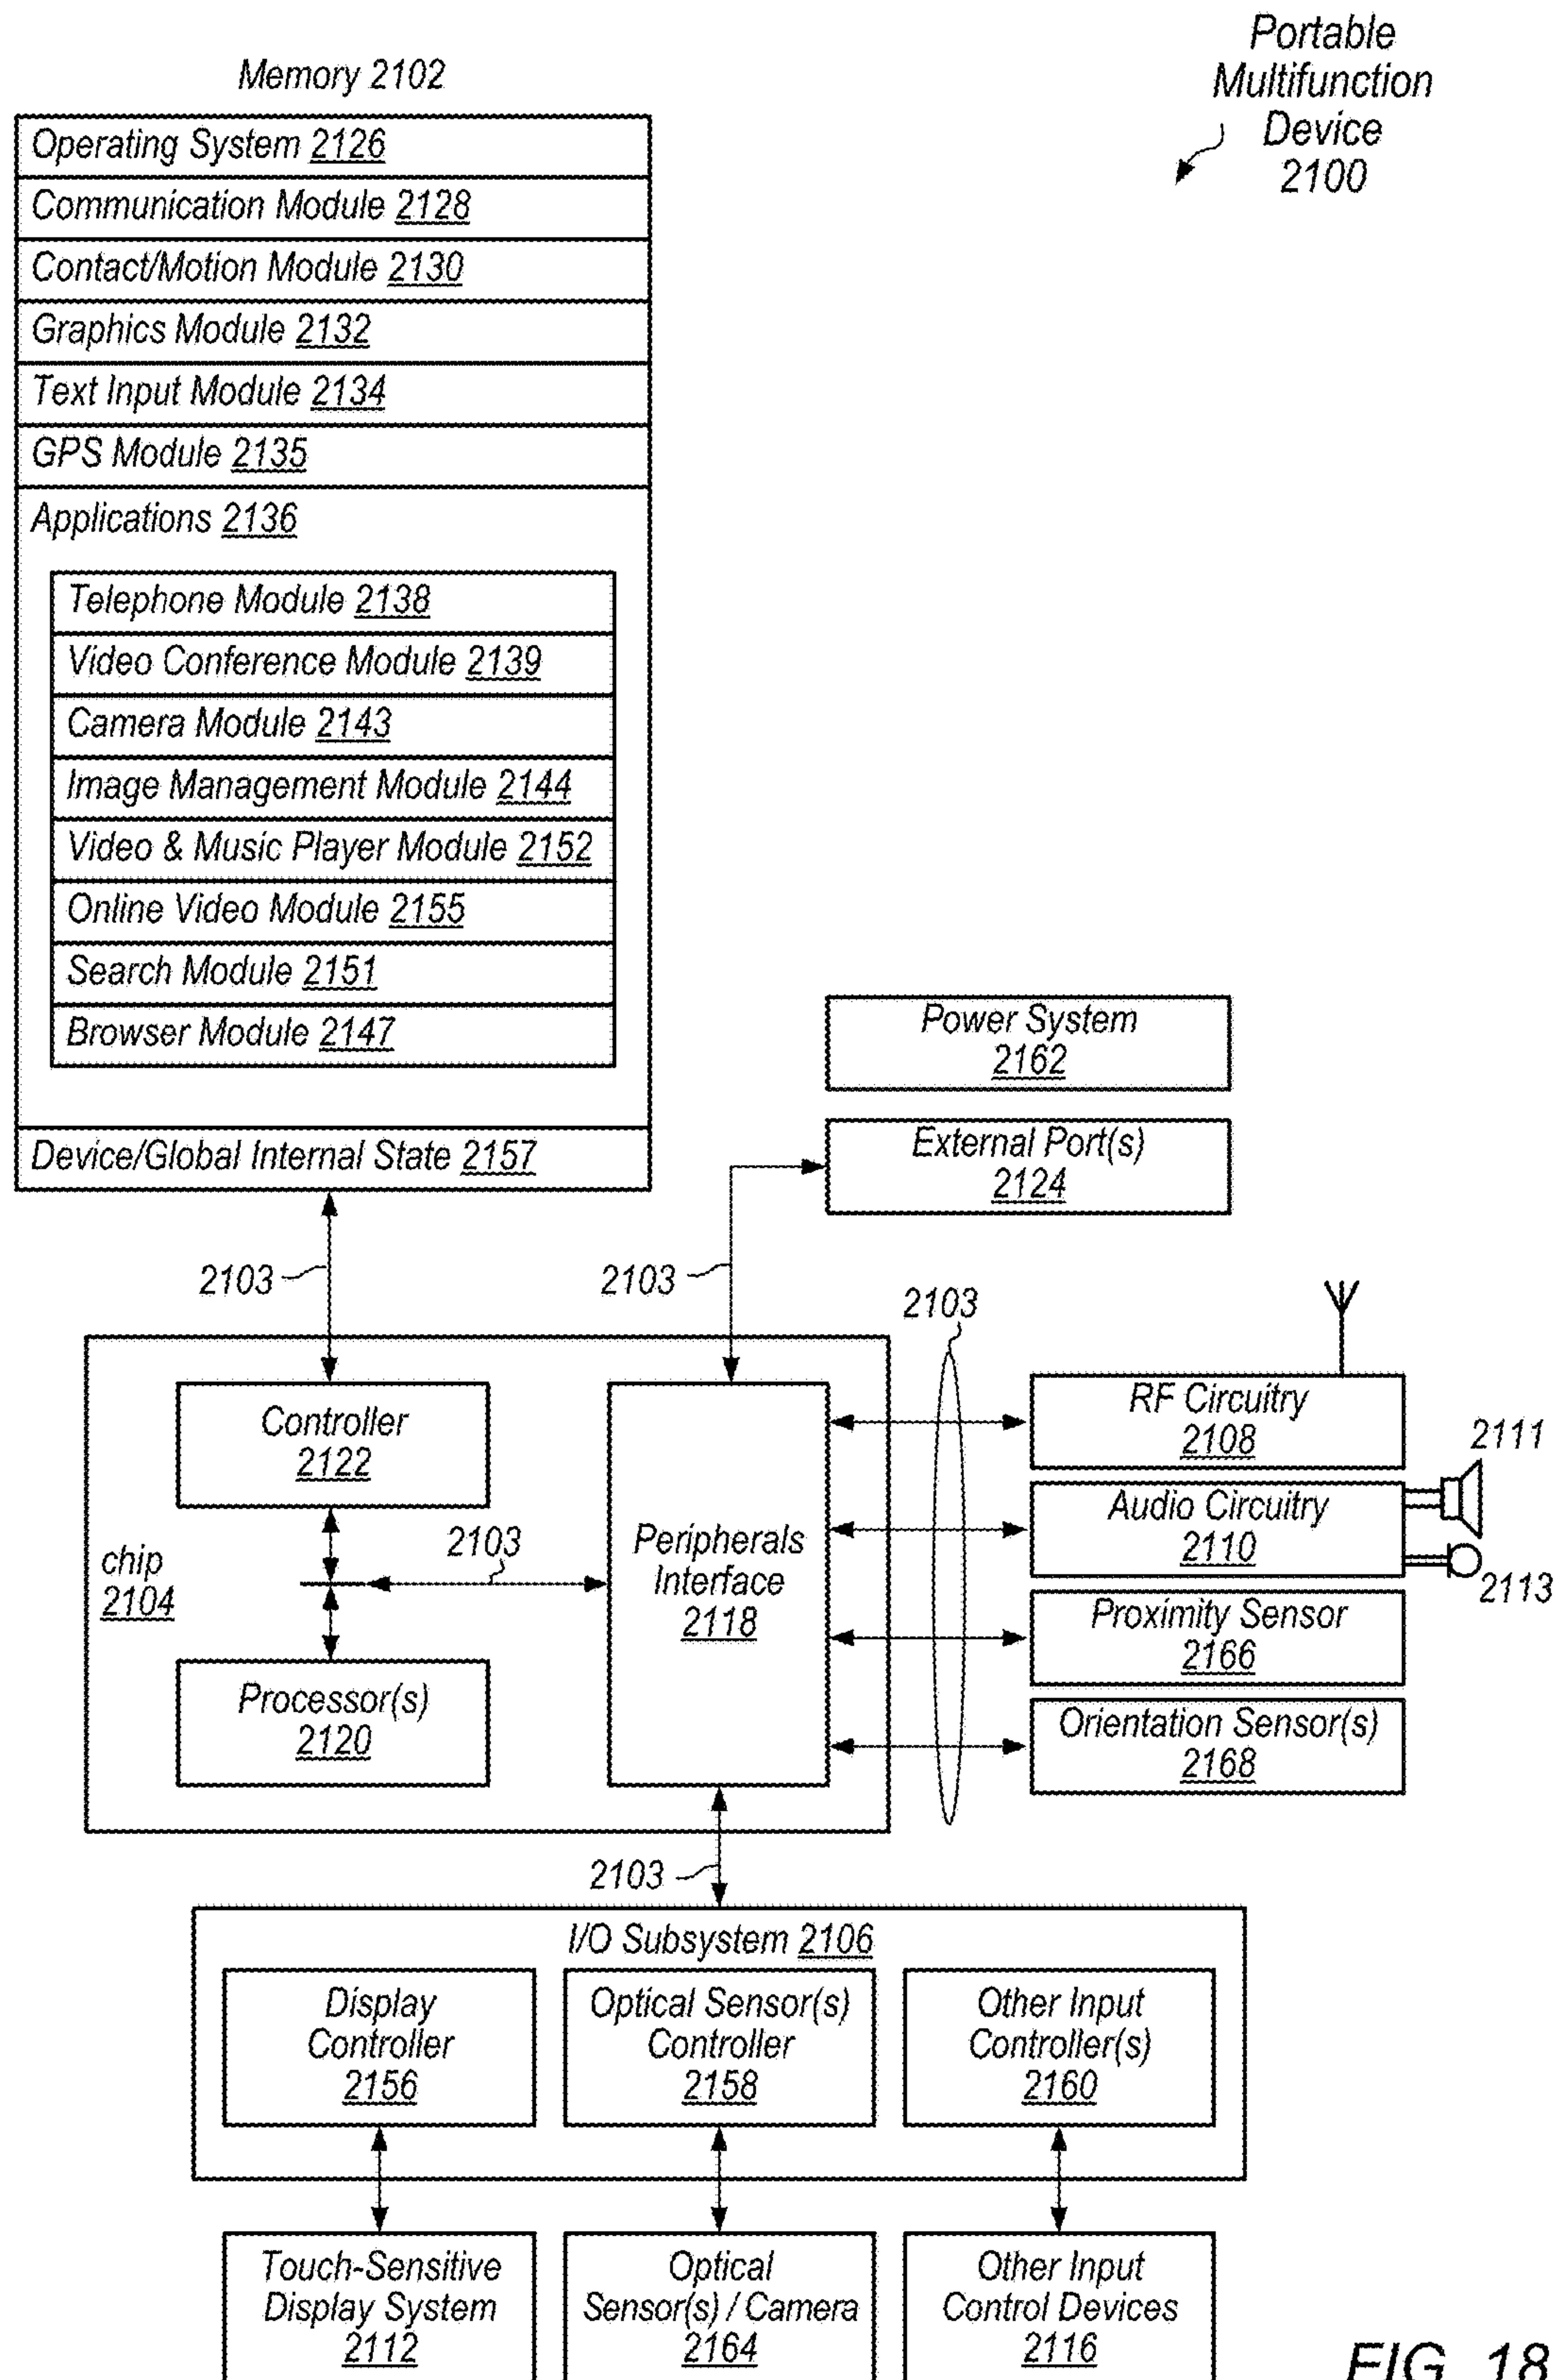 Portable
Multifunction
Device
2100
Memory 2102
Operating System 2126
Communication Module 2128
Contact/Motion Module 2130
Graphics Module 2132
Text Input Module 2134
GPS Module 2135
Applications 2136
Telephone Module 2138
Video Conference Module 2139
Camera Module 2143
Image Management Module 2144
Video & Music Player Module 2152
Online Video Module 2155
Search Module 2151
Browser Module 2147
Device/Global Internal State 2157
Power System
2162
External Port(s)
2124
2103
2103
2103
Controller
2122
chip
2104
2103
Processor(s)
2120
Peripherals
Interface
2118
RF Circuitry
2108
Audio Circuitry
2110
2111
2113
Proximity Sensor
2166
Orientation Sensor(s)
2168
2103
I/O Subsystem 2106
Display
Controller
2156
Optical Sensor(s)
Controller
2158
Other Input
Controller(s)
2160
Touch-Sensitive
Display System
2112
Optical
Sensor(s) / Camera
2164
Other Input
Control Devices
2116
FIG. 18